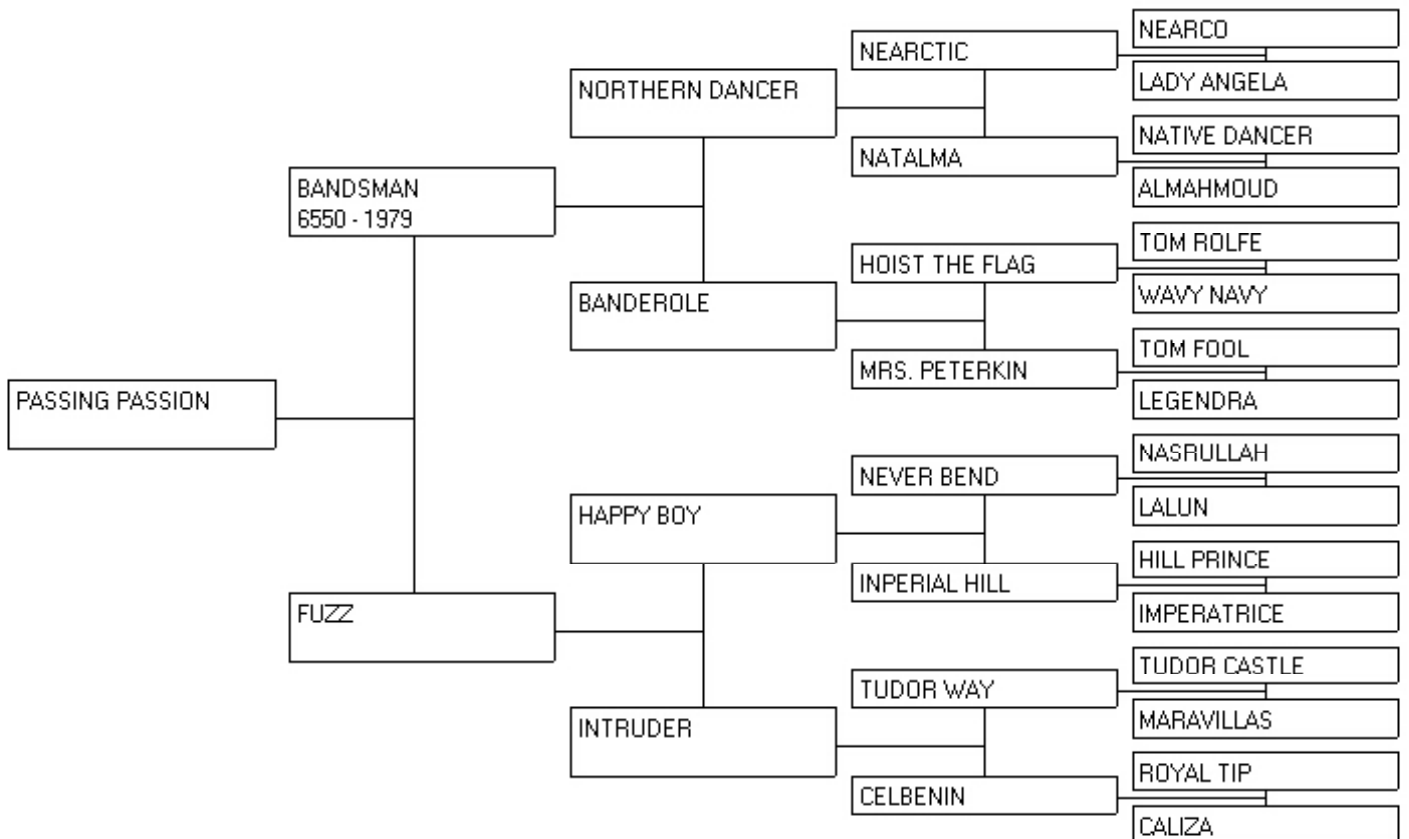 PASSING PASSION
BANDSMAN
6550 - 1979
FUZZ
NORTHERN DANCER
BANDEROLE
HAPPY BOY
INTRUDER
NEARCTIC
NATALMA
HOIST THE FLAG
MRS. PETERKIN
NEVER BEND
INPERIAL HILL
TUDOR WAY
CELBENIN
NEARCO
LADY ANGELA
NATIVE DANCER
ALMAHMOUD
TOM ROLFE
WAVY NAVY
TOM FOOL
LEGENDRA
NASRULLAH
LALUN
HILL PRINCE
IMPERATRICE
TUDOR CASTLE
MARAVILLAS
ROYAL TIP
CALIZA